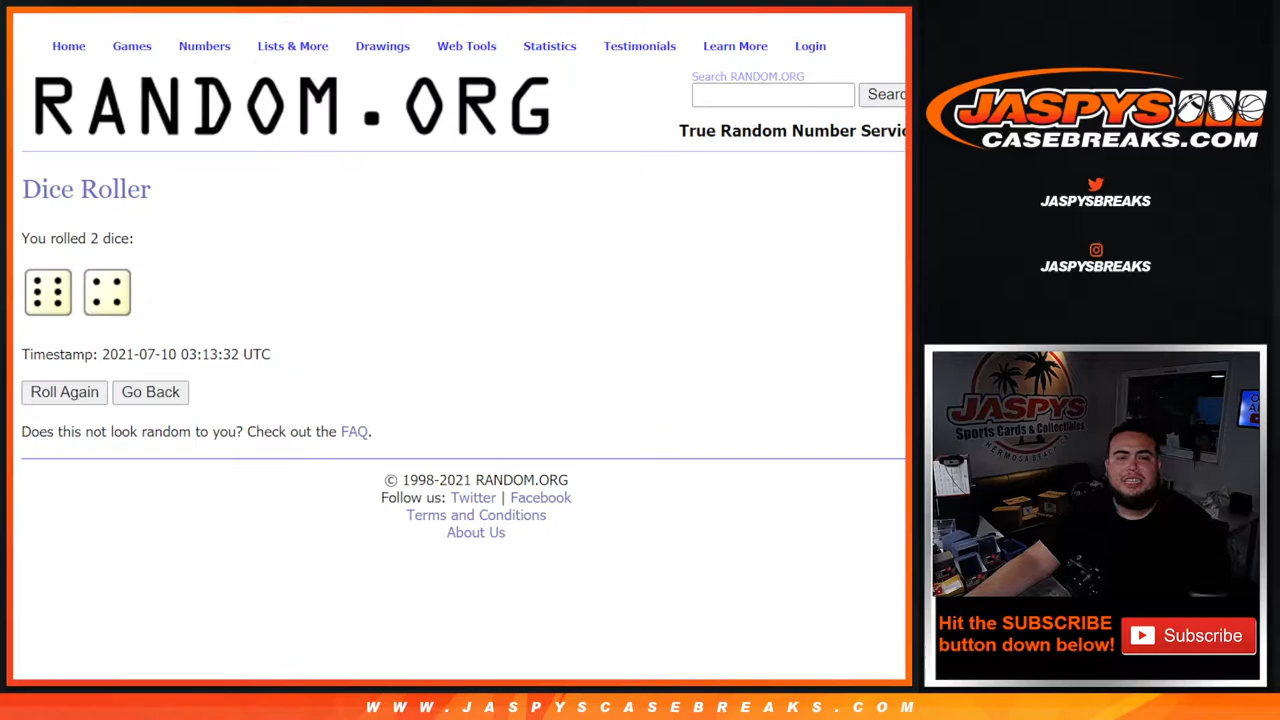 Home Games Numbers Lists & More Drawings Web Tools Statistics Testimonials Learn More Login
RANDOM.ORG
Search RANDOM.ORG
Searc
True Random Number Servic
Dice Roller
You rolled 2 dice:
Timestamp: 2021-07-10 03:13:32 UTC
Roll Again Go Back
Does this not look random to you? Check out the FAQ.
© 1998-2021 RANDOM.ORG
Follow us: Twitter | Facebook
Terms and Conditions
About Us
JASPYS
CASEBREAKS.COM
JASPYSBREAKS
JASPYSBREAKS
JASPYS
Sports Cards & Collectibles
HERMOSA BEACH
Hit the SUBSCRIBE
button down below!
Subscribe
WWW.JASPYSCASEBREAKS.COM